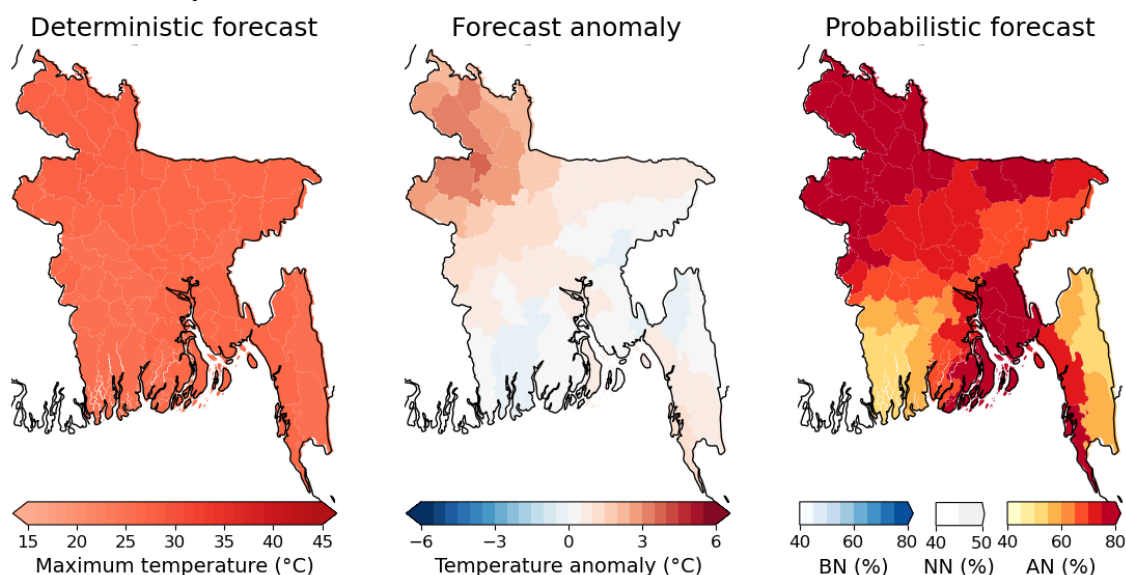 Deterministic forecast
Forecast anomaly
Probabilistic forecast
15 20 25 30 35 40 45
Maximum temperature (°C)
−6 −3 0 3 6
Temperature anomaly (°C)
40 60 80
BN (%)
40 50
NN (%)
40 60 80
AN (%)